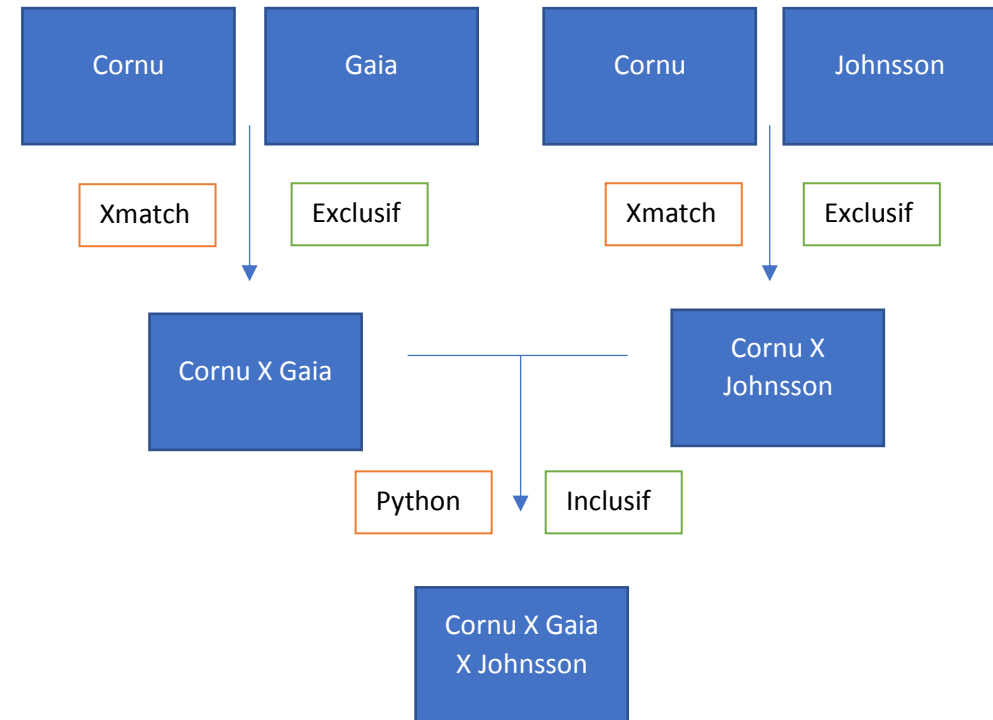 Cornu
Gaia
Cornu
Johnsson
Xmatch
Exclusif
Xmatch
Exclusif
Cornu X Gaia
Cornu X
Johnsson
Python
Inclusif
Cornu X Gaia
X Johnsson